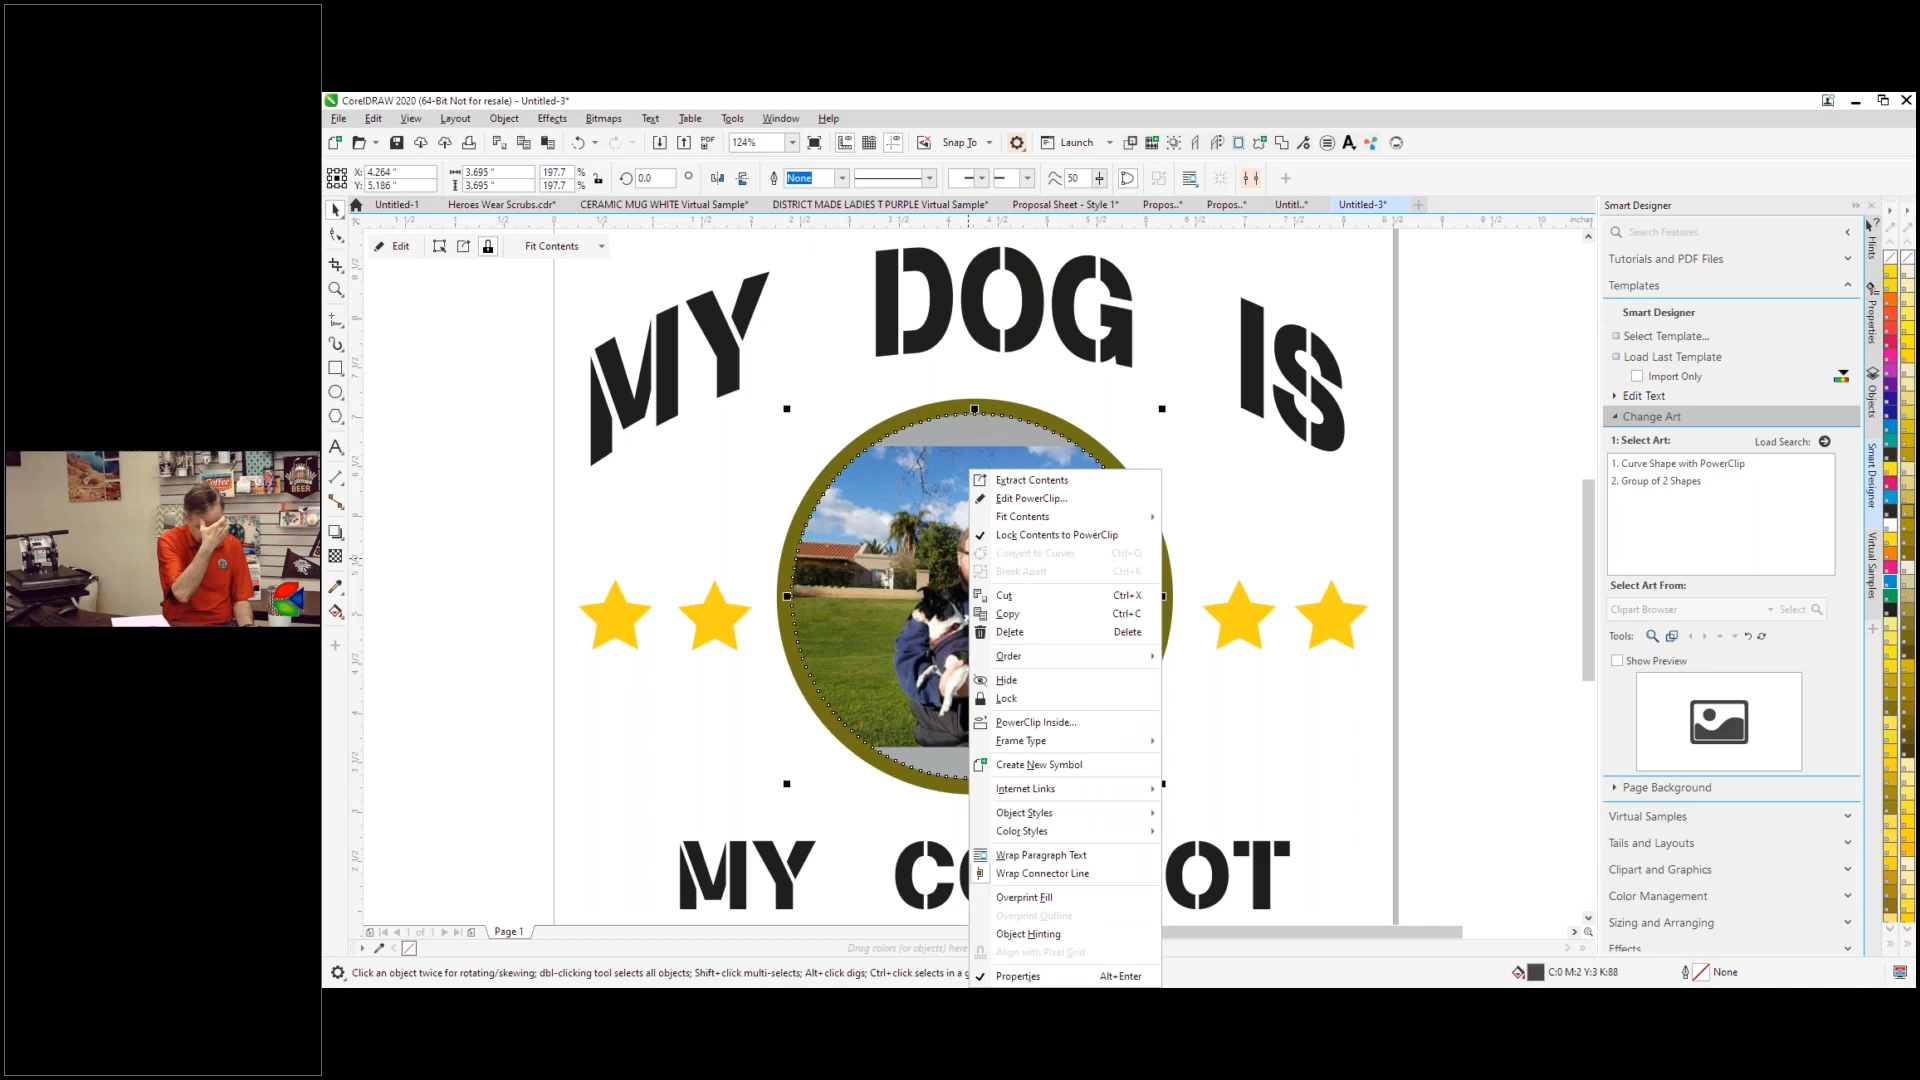 CorelDRAW 2020 (64-Bit Not for resale) - Untitled-3*
File Edit View Layout Object Effects Bitmaps Text Table Tools Window Help
124% PDF Snap To Launch
X: 4.264 " 3.695 " 197.7 % 0.0 ° None 50
Y: 5.186 " 3.695 " 197.7 %
Untitled-1 Heroes Wear Scrubs.cdr* CERAMIC MUG WHITE Virtual Sample* DISTRICT MADE LADIES T PURPLE Virtual Sample* Proposal Sheet - Style 1* Propos..* Propos..* Untitl..* Untitled-3*
inches
Edit Fit Contents
MY DOG IS
MY CO OT
Coffee
BEER
Extract Contents
Edit PowerClip...
Fit Contents
Lock Contents to PowerClip
Convert to Curves Ctrl+Q
Break Apart Ctrl+K
Cut Ctrl+X
Copy Ctrl+C
Delete Delete
Order
Hide
Lock
PowerClip Inside...
Frame Type
Create New Symbol
Internet Links
Object Styles
Color Styles
Wrap Paragraph Text
Wrap Connector Line
Overprint Fill
Overprint Outline
Object Hinting
Align with Pixel Grid
Properties Alt+Enter
Smart Designer
Search Features
Tutorials and PDF Files
Templates
Smart Designer
Select Template...
Load Last Template
Import Only
Edit Text
Change Art
1: Select Art: Load Search:
1. Curve Shape with PowerClip
2. Group of 2 Shapes
Select Art From:
Clipart Browser Select
Tools:
Show Preview
Page Background
Virtual Samples
Tails and Layouts
Clipart and Graphics
Color Management
Sizing and Arranging
Effects
Hints
Properties
Objects
Smart Designer
Virtual Samples
1 of 1 Page 1
Drag colors (or objects) here
Click an object twice for rotating/skewing; dbl-clicking tool selects all objects; Shift+click multi-selects; Alt+click digs; Ctrl+click selects in a g
C:0 M:2 Y:3 K:88 None